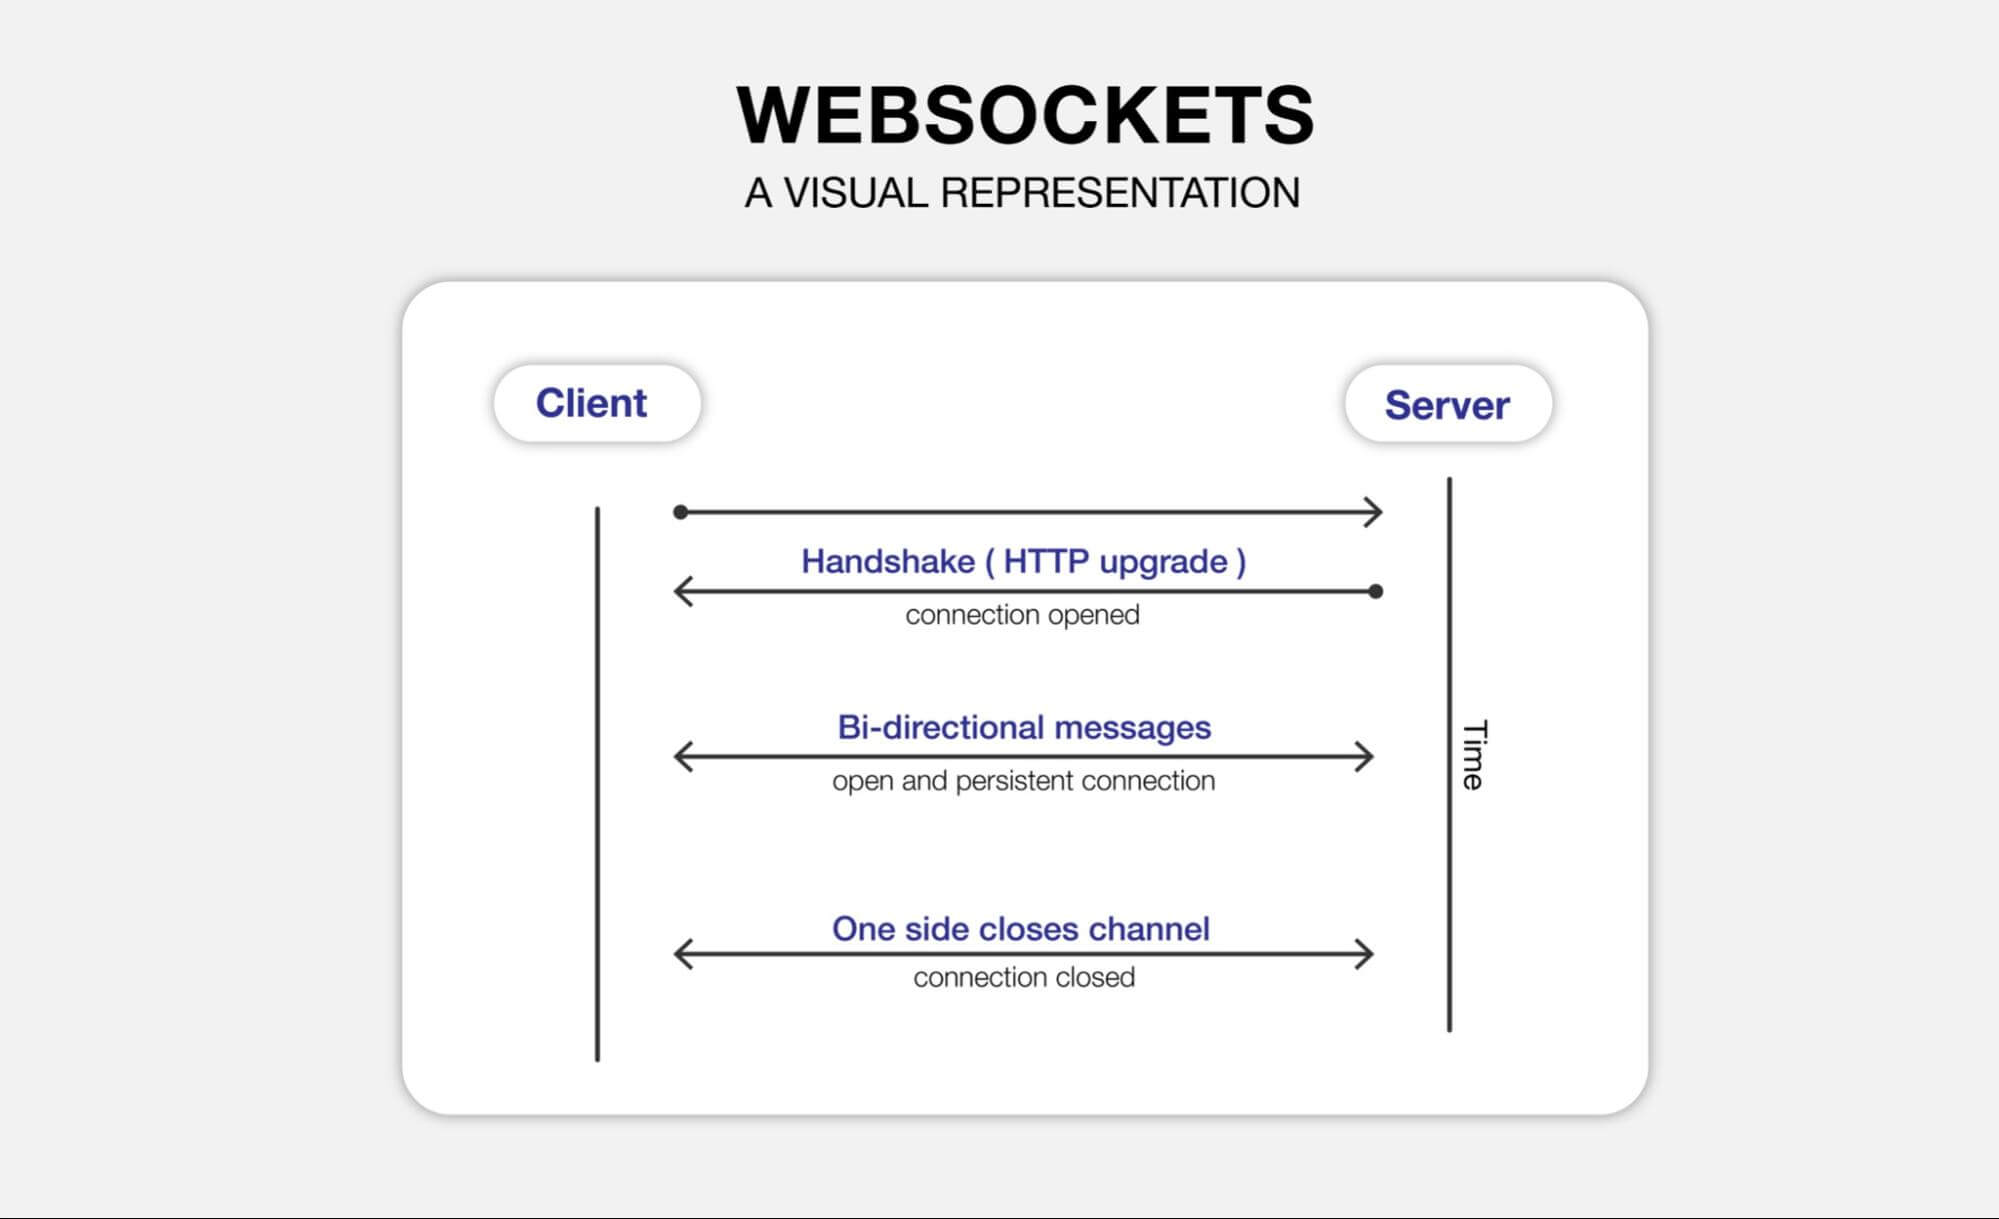 WEBSOCKETS
A VISUAL REPRESENTATION
Client
Server
Handshake ( HTTP upgrade )
connection opened
Bi-directional messages
open and persistent connection
Time
One side closes channel
connection closed